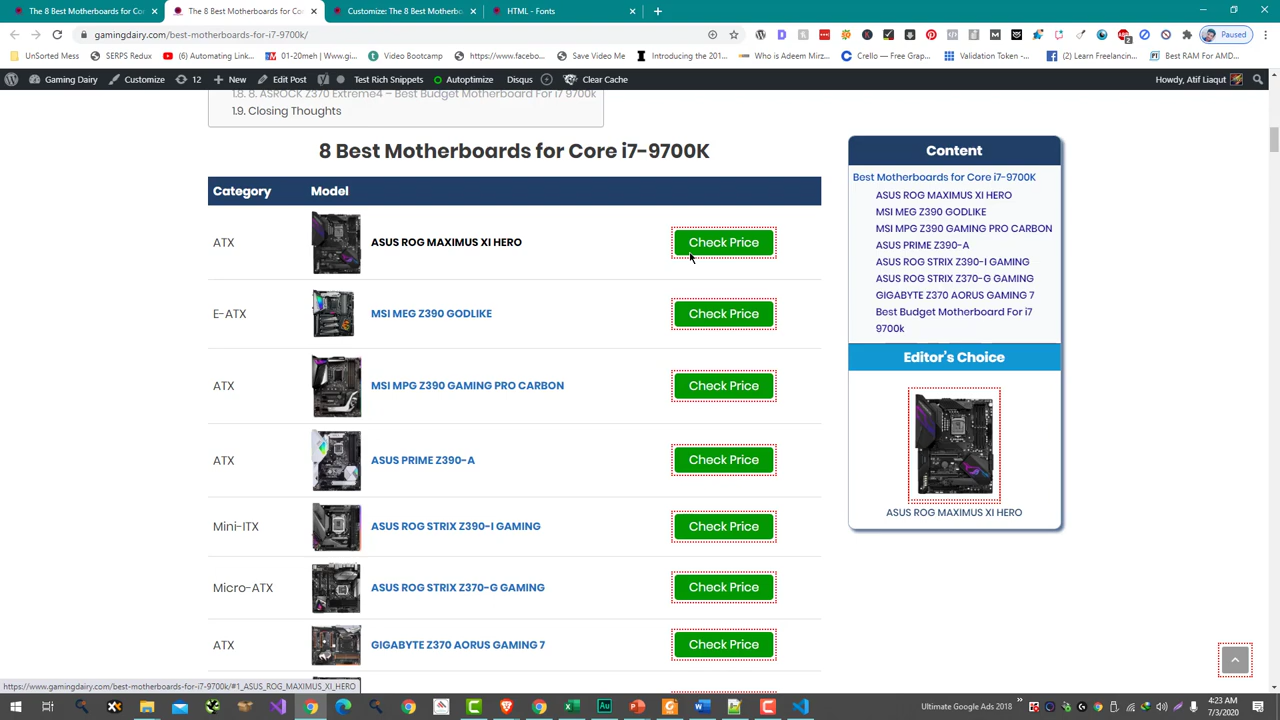 The 8 Best Motherboards for Cor
The 8 Best Motherboards for Cor
Customize: The 8 Best Motherbo
HTML - Fonts
gamingdairy.com/best-motherboards-for-i7-9700k/
Paused
UnSorted Mess
SERPS Redux
(6) Automating Link
Video Bootcamp
https://www.facebo...
Save Video Me
Introducing the 201...
Who is Adeem Mirz...
Crello — Free Grap...
Validation Token -...
(2) Learn Freelancin...
Best RAM For AMD...
Gaming Dairy
Customize
12
New
Edit Post
Test Rich Snippets
Autoptimize
Disqus
Clear Cache
Howdy, Atif Liaqut
1.8. 8. ASROCK Z370 Extreme4 – Best Budget Motherboard For i7 9700k
1.9. Closing Thoughts
8 Best Motherboards for Core i7-9700K
Category Model
ATX ASUS ROG MAXIMUS XI HERO Check Price
E-ATX MSI MEG Z390 GODLIKE Check Price
ATX MSI MPG Z390 GAMING PRO CARBON Check Price
ATX ASUS PRIME Z390-A Check Price
Mini-ITX ASUS ROG STRIX Z390-I GAMING Check Price
Micro-ATX ASUS ROG STRIX Z370-G GAMING Check Price
ATX GIGABYTE Z370 AORUS GAMING 7 Check Price
Content
Best Motherboards for Core i7-9700K
ASUS ROG MAXIMUS XI HERO
MSI MEG Z390 GODLIKE
MSI MPG Z390 GAMING PRO CARBON
ASUS PRIME Z390-A
ASUS ROG STRIX Z390-I GAMING
ASUS ROG STRIX Z370-G GAMING
GIGABYTE Z370 AORUS GAMING 7
Best Budget Motherboard For i7
9700k
Editor's Choice
ASUS ROG MAXIMUS XI HERO
https://www.gamingdairy.com/best-motherboards-for-i7-9700k/#1_ASUS_ROG_MAXIMUS_XI_HERO
Ultimate Google Ads 2018
4:23 AM
7/3/2020